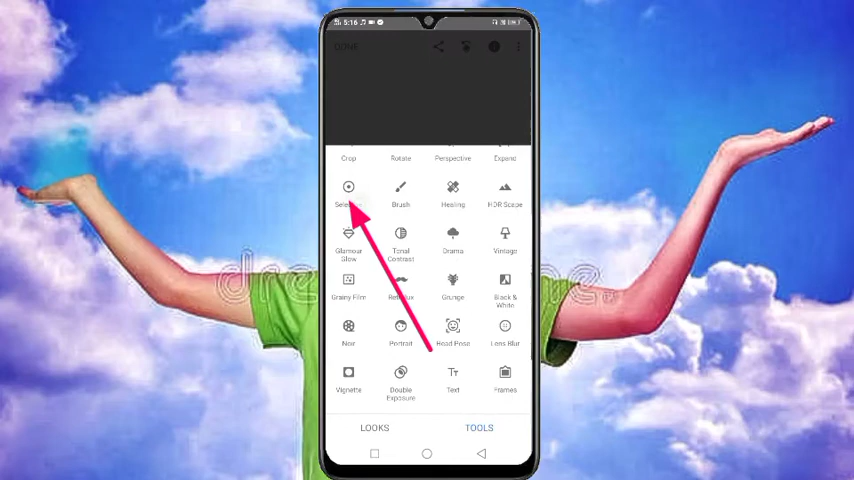 5:16
DONE
Crop Rotate Perspective Expand
Brush Healing HDR Scape
Glamour Glow
Tonal Contrast
Drama Vintage
Grainy Film Grunge
Black & White
Noir Portrait Head Pose Lens Blur
Vignette
Double Exposure
Text Frames
LOOKS TOOLS